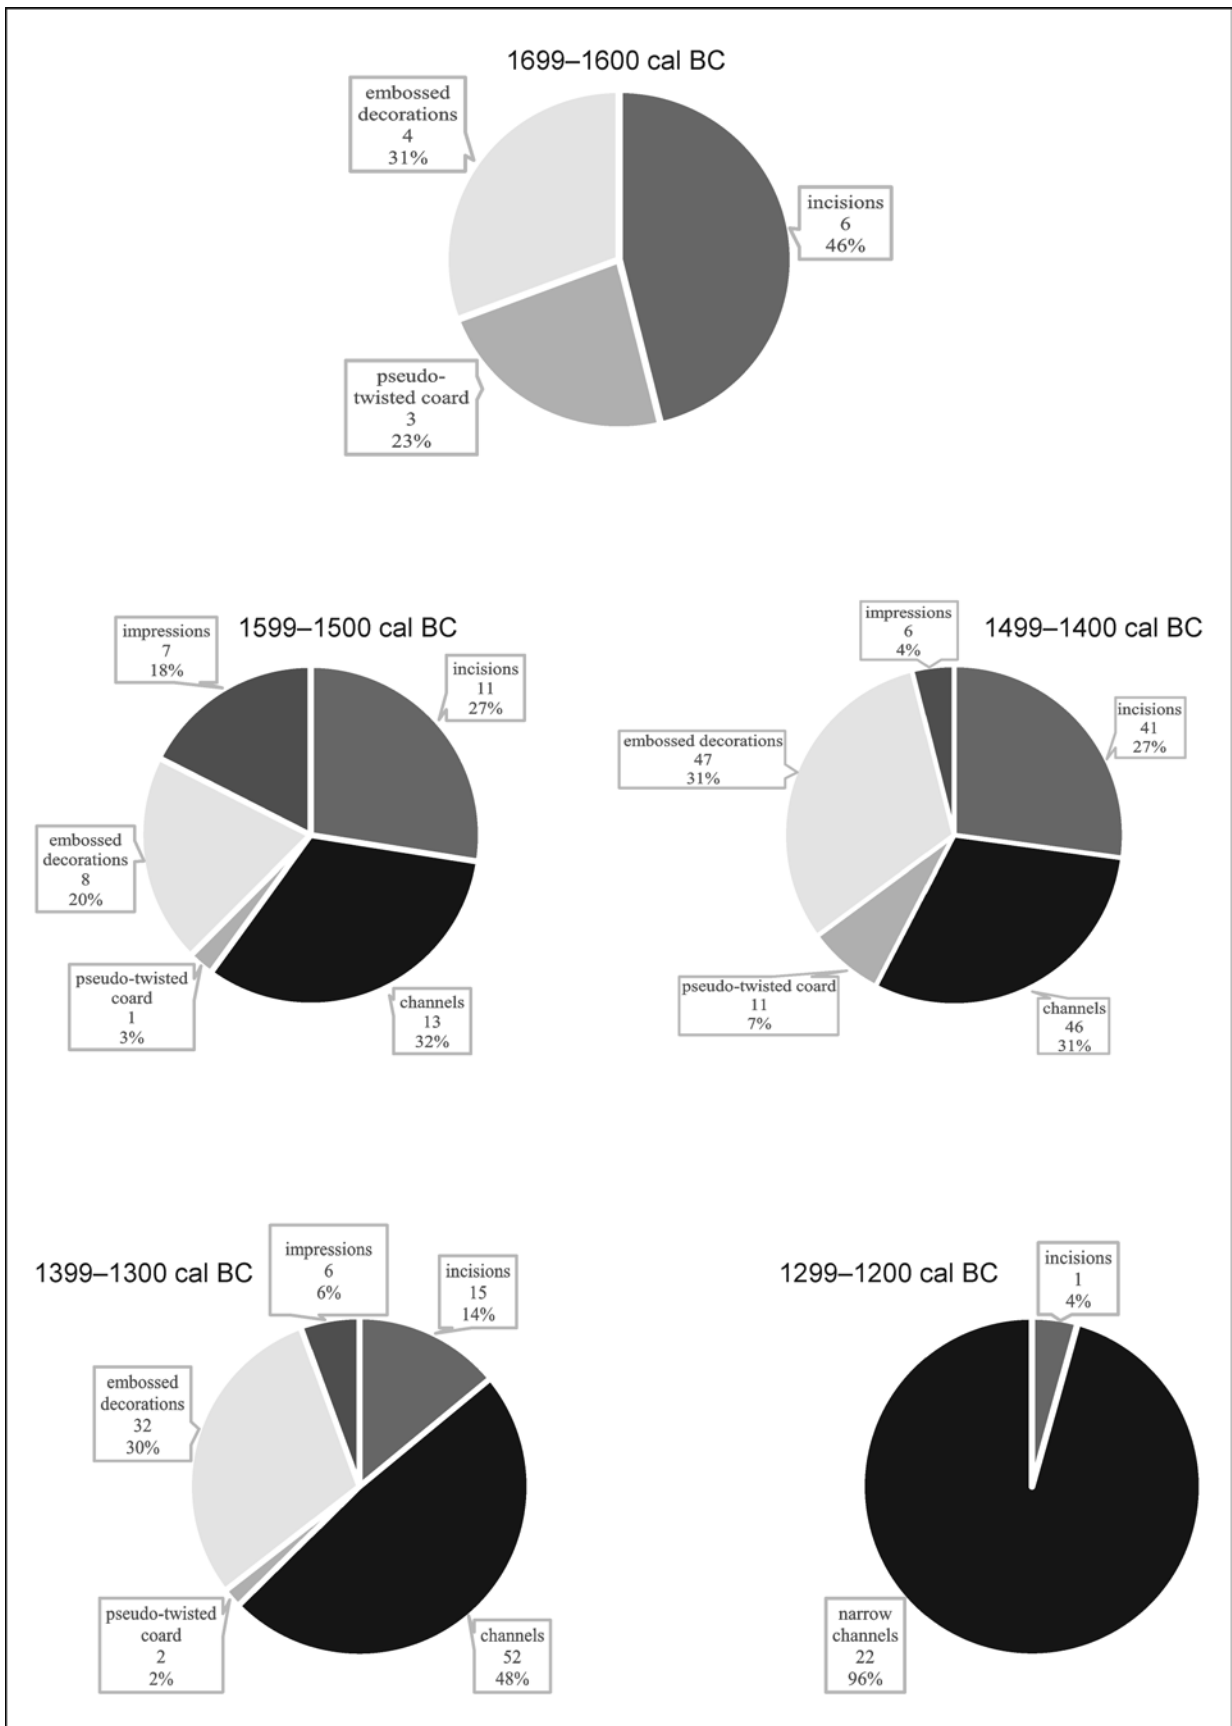 1699–1600 cal BC
embossed
decorations
4
31%
incisions
6
46%
pseudo-
twisted coard
3
23%
1599–1500 cal BC
impressions
7
18%
incisions
11
27%
embossed
decorations
8
20%
pseudo-twisted
coard
1
3%
channels
13
32%
1499–1400 cal BC
impressions
6
4%
incisions
41
27%
embossed decorations
47
31%
pseudo-twisted coard
11
7%
channels
46
31%
1399–1300 cal BC
impressions
6
6%
incisions
15
14%
embossed
decorations
32
30%
pseudo-twisted
coard
2
2%
channels
52
48%
1299–1200 cal BC
incisions
1
4%
narrow
channels
22
96%